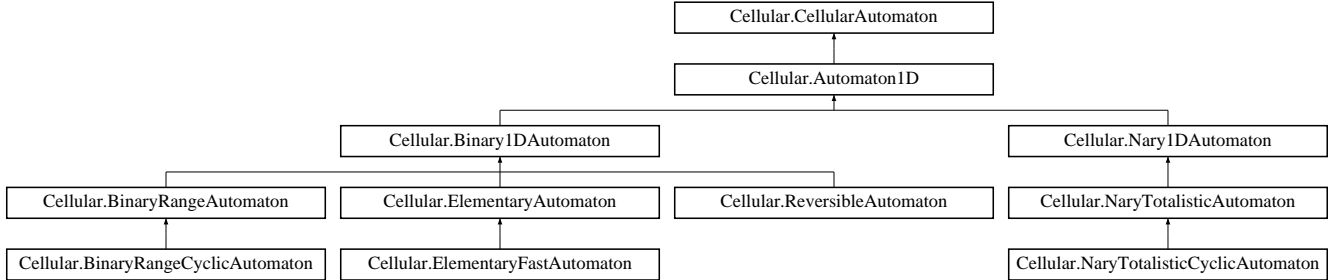 Cellular.CellularAutomaton
Cellular.Automaton1D
Cellular.Binary1DAutomaton
Cellular.Nary1DAutomaton
Cellular.BinaryRangeAutomaton
Cellular.ElementaryAutomaton
Cellular.ReversibleAutomaton
Cellular.NaryTotalisticAutomaton
Cellular.BinaryRangeCyclicAutomaton
Cellular.ElementaryFastAutomaton
Cellular.NaryTotalisticCyclicAutomaton